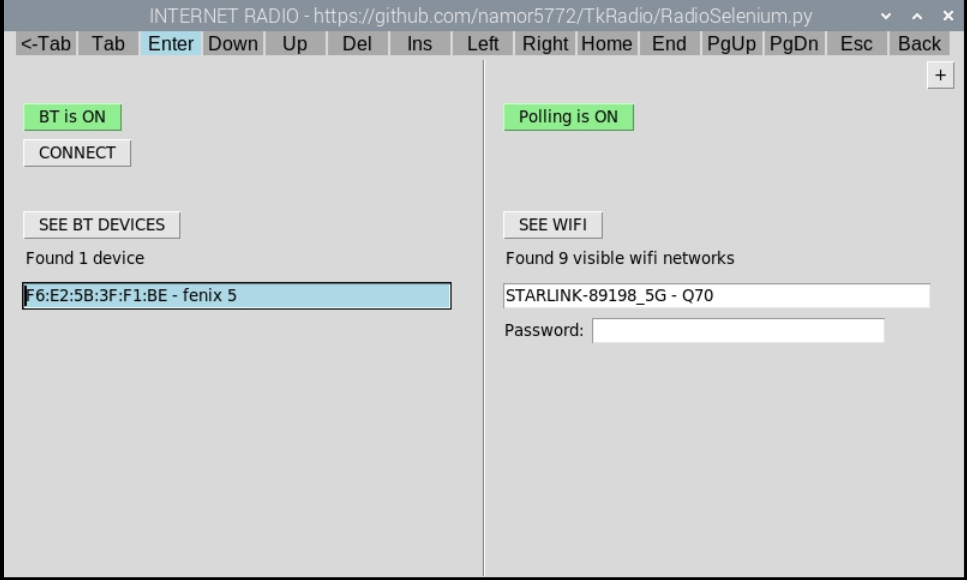 INTERNET RADIO - https://github.com/namor5772/TkRadio/RadioSelenium.py
<-Tab Tab Enter Down Up Del Ins Left Right Home End PgUp PgDn Esc Back
+
BT is ON
CONNECT
SEE BT DEVICES
Found 1 device
F6:E2:5B:3F:F1:BE - fenix 5
Polling is ON
SEE WIFI
Found 9 visible wifi networks
STARLINK-89198_5G - Q70
Password: